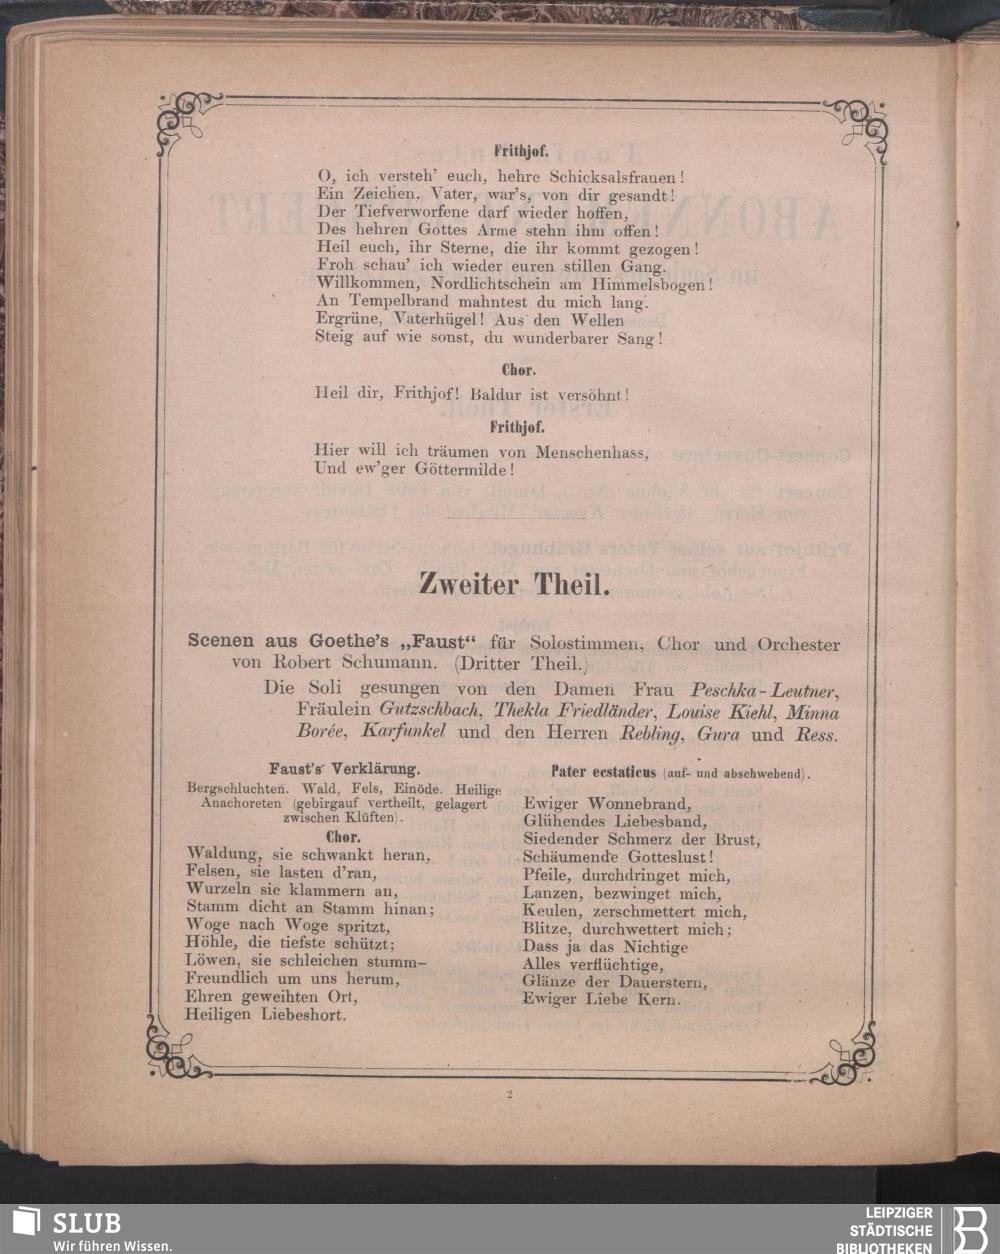 Frithjof.
O, ich versteh' euch, hehre Schicksalsfrauen!
Ein Zeichen, Vater, war's, von dir gesandt!
Der Tiefverworfene darf wieder hoffen,
Des hehren Gottes Arme stehn ihm offen!
Heil euch, ihr Sterne, die ihr kommt gezogen!
Froh schau' ich wieder euren stillen Gang.
Willkommen, Nordlichtschein am Himmelsbogen!
An Tempelbrand mahntest du mich lang.
Ergrüne, Vaterhügel! Aus den Wellen
Steig auf wie sonst, du wunderbarer Sang!
Chor.
Heil dir, Frithjof! Baldur ist versöhnt!
Frithjof.
Hier will ich träumen von Menschenhass,
Und ew'ger Göttermilde!
Zweiter Theil.
Scenen aus Goethe's „Faust“ für Solostimmen, Chor und Orchester
von Robert Schumann. (Dritter Theil.)
Die Soli gesungen von den Damen Frau Peschka-Leutner,
Fräulein Gutzschbach, Thekla Friedländer, Louise Kiehl, Minna
Borée, Karfunkel und den Herren Rebling, Gura und Ress.
Faust's Verklärung.
Bergschluchten. Wald, Fels, Einöde. Heilige
Anachoreten (gebirgauf vertheilt, gelagert
zwischen Klüften).
Chor.
Waldung, sie schwankt heran,
Felsen, sie lasten d'ran,
Wurzeln sie klammern an,
Stamm dicht an Stamm hinan;
Woge nach Woge spritzt,
Höhle, die tiefste schützt;
Löwen, sie schleichen stumm—
Freundlich um uns herum,
Ehren geweihten Ort,
Heiligen Liebeshort.
Pater ecstaticus (auf- und abschwebend).
Ewiger Wonnebrand,
Glühendes Liebesband,
Siedender Schmerz der Brust,
Schäumende Gotteslust!
Pfeile, durchdringet mich,
Lanzen, bezwinget mich,
Keulen, zerschmettert mich,
Blitze, durchwettert mich;
Dass ja das Nichtige
Alles verflüchtige,
Glänze der Dauerstern,
Ewiger Liebe Kern.
2
SLUB
Wir führen Wissen.
LEIPZIGER
STÄDTISCHE
BIBLIOTHEKEN